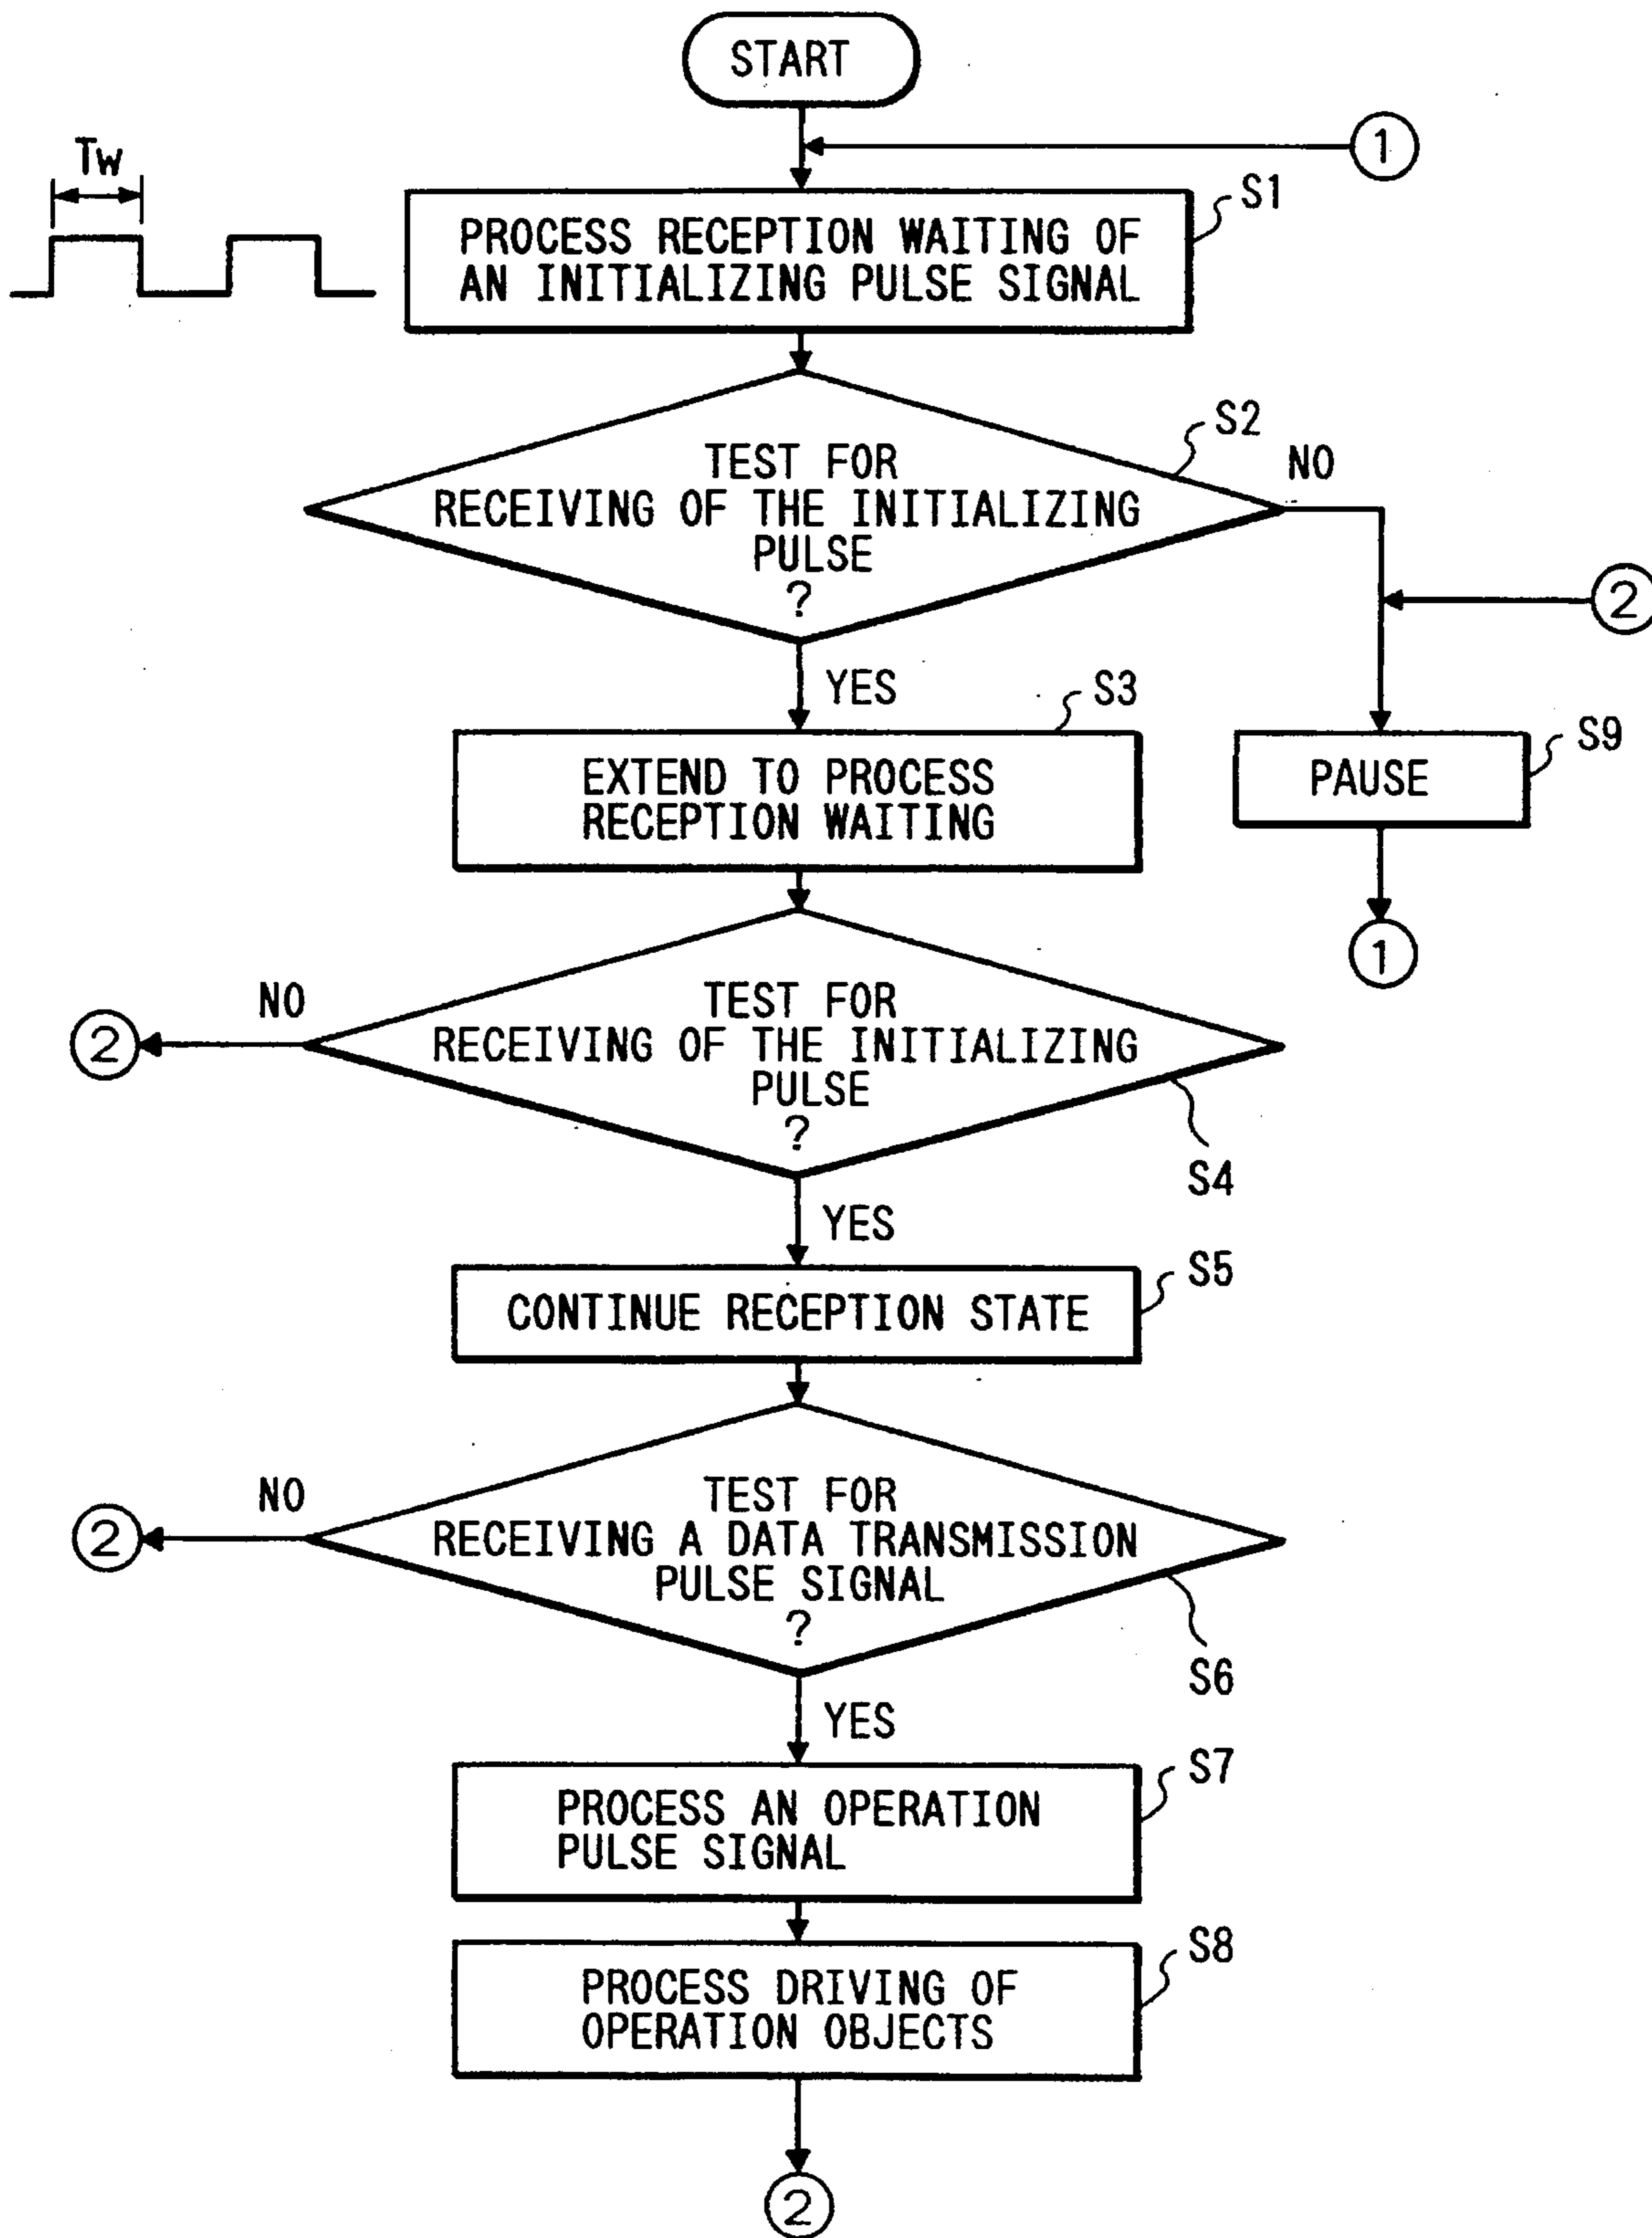 START
1
Tw
S1
PROCESS RECEPTION WAITING OF
AN INITIALIZING PULSE SIGNAL
S2
TEST FOR
RECEIVING OF THE INITIALIZING
PULSE
?
NO
2
YES
S3
EXTEND TO PROCESS
RECEPTION WAITING
S9
PAUSE
1
NO
2
TEST FOR
RECEIVING OF THE INITIALIZING
PULSE
?
S4
YES
S5
CONTINUE RECEPTION STATE
NO
2
TEST FOR
RECEIVING A DATA TRANSMISSION
PULSE SIGNAL
?
S6
YES
S7
PROCESS AN OPERATION
PULSE SIGNAL
S8
PROCESS DRIVING OF
OPERATION OBJECTS
2